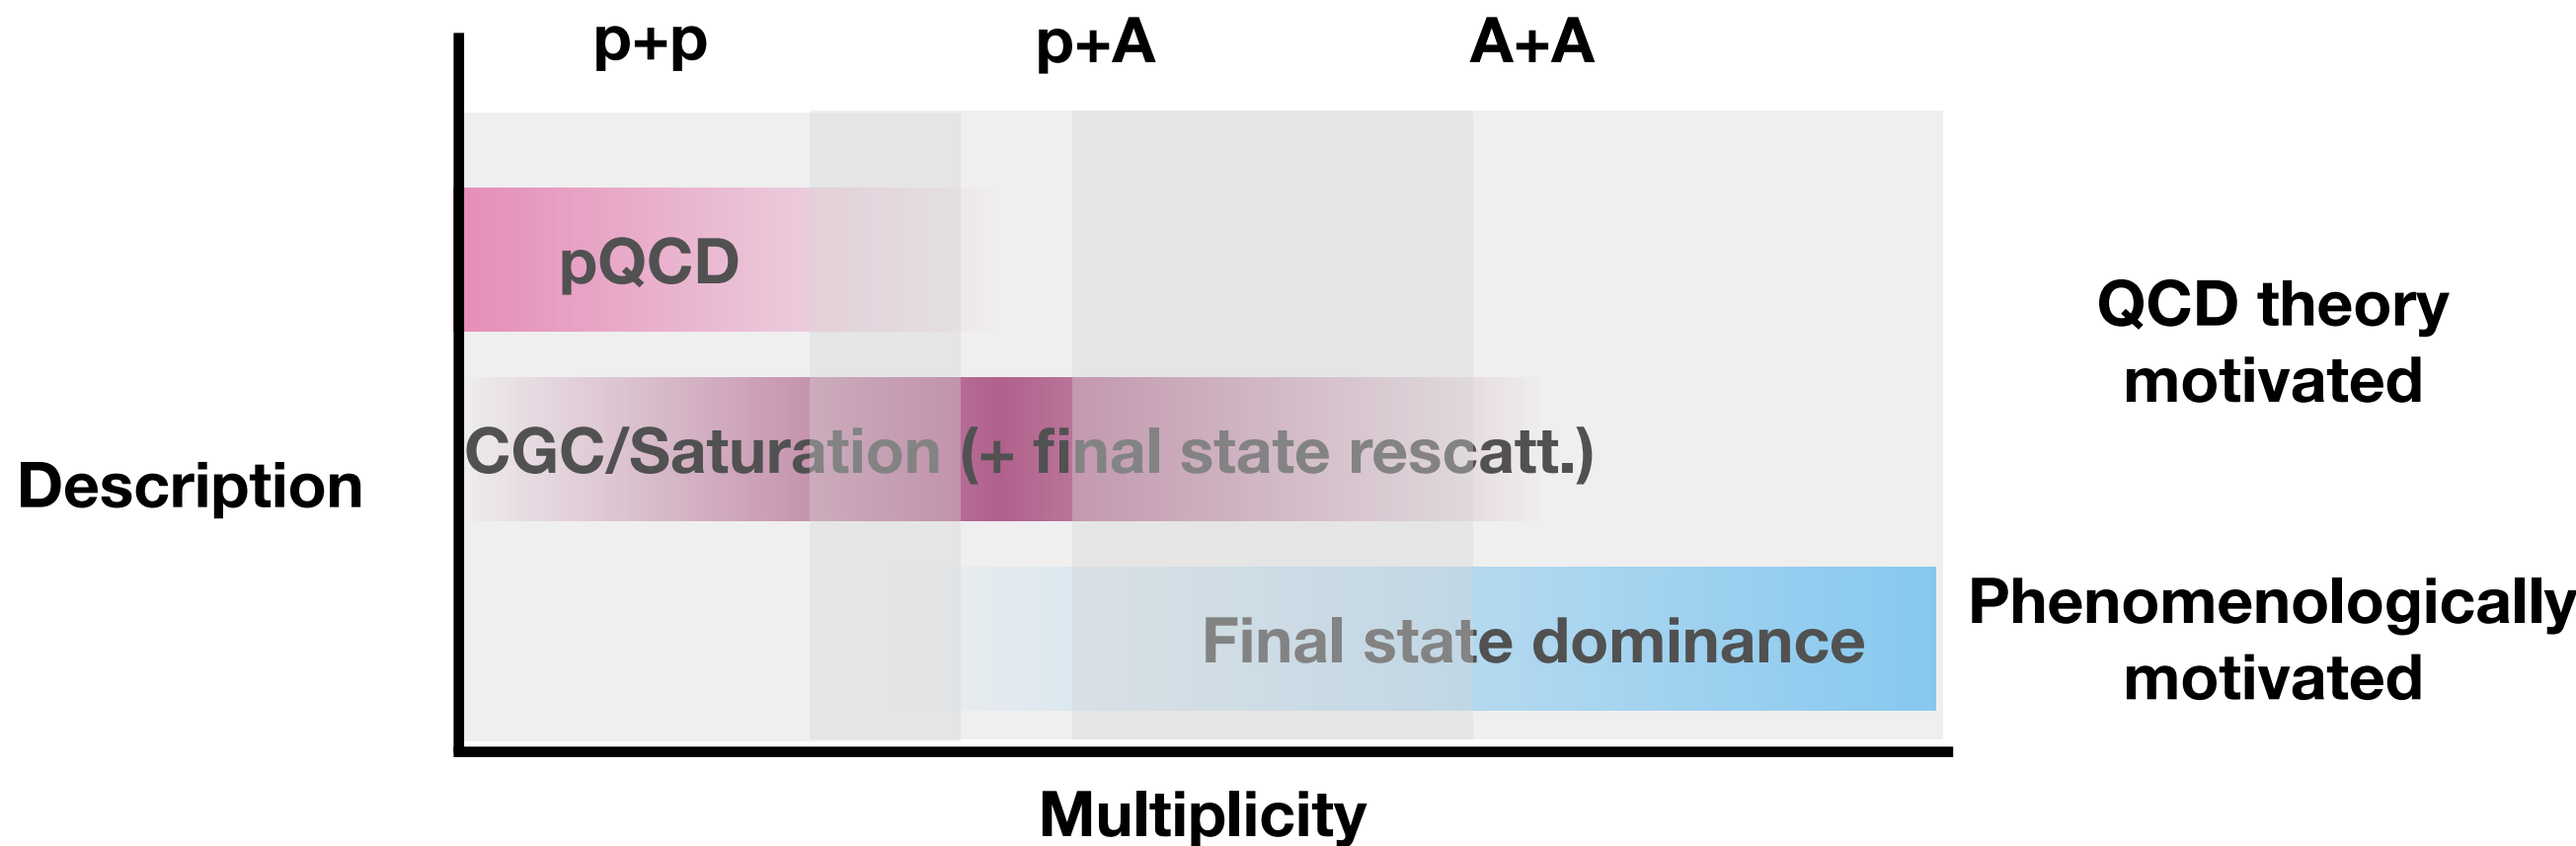 p+p p+A A+A
pQCD
QCD theory
motivated
CGC/Saturation (+ final state rescatt.)
Description
Final state dominance
Phenomenologically
motivated
Multiplicity